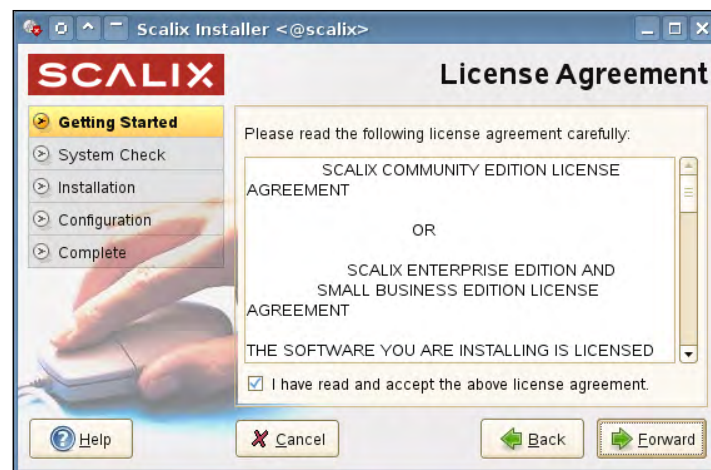 Scalix Installer <@scalix>
SCALIX
License Agreement
Getting Started
System Check
Installation
Configuration
Complete
Please read the following license agreement carefully:
SCALIX COMMUNITY EDITION LICENSE
AGREEMENT
OR
SCALIX ENTERPRISE EDITION AND
SMALL BUSINESS EDITION LICENSE
AGREEMENT
THE SOFTWARE YOU ARE INSTALLING IS LICENSED
I have read and accept the above license agreement.
Help
Cancel
Back
Forward